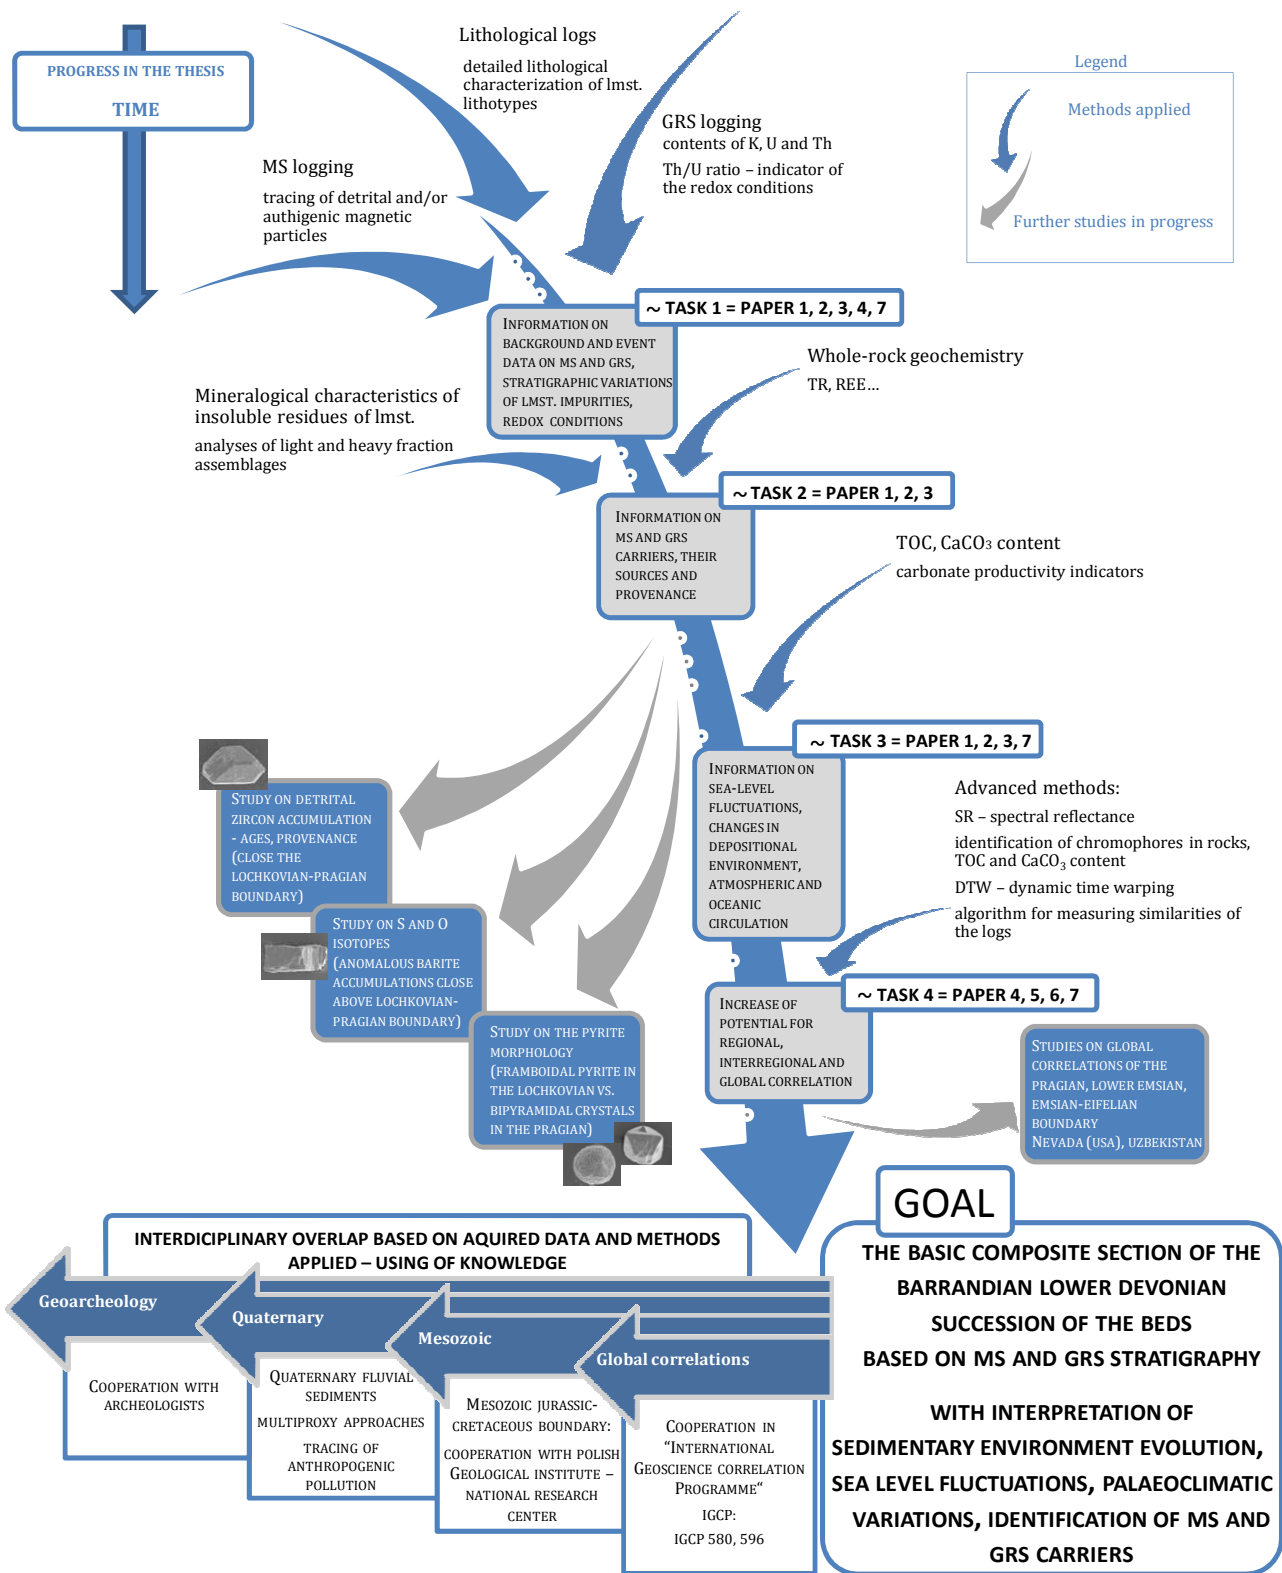 PROGRESS IN THE THESIS
TIME
Lithological logs
detailed lithological
characterization of lmst.
lithotypes
GRS logging
contents of K, U and Th
Th/U ratio – indicator of
the redox conditions
MS logging
tracing of detrital and/or
authigenic magnetic
particles
Legend
Methods applied
Further studies in progress
~ TASK 1 = PAPER 1, 2, 3, 4, 7
INFORMATION ON
BACKGROUND AND EVENT
DATA ON MS AND GRS,
STRATIGRAPHIC VARIATIONS
OF LMST. IMPURITIES,
REDOX CONDITIONS
Whole-rock geochemistry
TR, REE...
Mineralogical characteristics of
insoluble residues of lmst.
analyses of light and heavy fraction
assemblages
~ TASK 2 = PAPER 1, 2, 3
INFORMATION ON
MS AND GRS
CARRIERS, THEIR
SOURCES AND
PROVENANCE
TOC, CaCO3 content
carbonate productivity indicators
~ TASK 3 = PAPER 1, 2, 3, 7
INFORMATION ON
SEA-LEVEL
FLUCTUATIONS,
CHANGES IN
DEPOSITIONAL
ENVIRONMENT,
ATMOSPHERIC AND
OCEANIC
CIRCULATION
Advanced methods:
SR – spectral reflectance
identification of chromophores in rocks,
TOC and CaCO3 content
DTW – dynamic time warping
algorithm for measuring similarities of
the logs
STUDY ON DETRITAL
ZIRCON ACCUMULATION
- AGES, PROVENANCE
(CLOSE THE
LOCHKOVIAN-PRAGIAN
BOUNDARY)
STUDY ON S AND O
ISOTOPES
(ANOMALOUS BARITE
ACCUMULATIONS CLOSE
ABOVE LOCHKOVIAN-
PRAGIAN BOUNDARY)
STUDY ON THE PYRITE
MORPHOLOGY
(FRAMBOIDAL PYRITE IN
THE LOCHKOVIAN VS.
BIPYRAMIDAL CRYSTALS
IN THE PRAGIAN)
~ TASK 4 = PAPER 4, 5, 6, 7
INCREASE OF
POTENTIAL FOR
REGIONAL,
INTERREGIONAL AND
GLOBAL CORRELATION
STUDIES ON GLOBAL
CORRELATIONS OF THE
PRAGIAN, LOWER EMSIAN,
EMSIAN-EIFELIAN
BOUNDARY
NEVADA (USA), UZBEKISTAN
GOAL
THE BASIC COMPOSITE SECTION OF THE
BARRANDIAN LOWER DEVONIAN
SUCCESSION OF THE BEDS
BASED ON MS AND GRS STRATIGRAPHY
WITH INTERPRETATION OF
SEDIMENTARY ENVIRONMENT EVOLUTION,
SEA LEVEL FLUCTUATIONS, PALAEOCLIMATIC
VARIATIONS, IDENTIFICATION OF MS AND
GRS CARRIERS
INTERDICIPLINARY OVERLAP BASED ON AQUIRED DATA AND METHODS
APPLIED – USING OF KNOWLEDGE
Geoarcheology
Quaternary
Mesozoic
Global correlations
COOPERATION WITH
ARCHEOLOGISTS
QUATERNARY FLUVIAL
SEDIMENTS
MULTIPROXY APPROACHES
TRACING OF
ANTHROPOGENIC
POLLUTION
MESOZOIC JURASSIC-
CRETACEOUS BOUNDARY:
COOPERATION WITH POLISH
GEOLOGICAL INSTITUTE –
NATIONAL RESEARCH
CENTER
COOPERATION IN
“INTERNATIONAL
GEOSCIENCE CORRELATION
PROGRAMME“
IGCP:
IGCP 580, 596